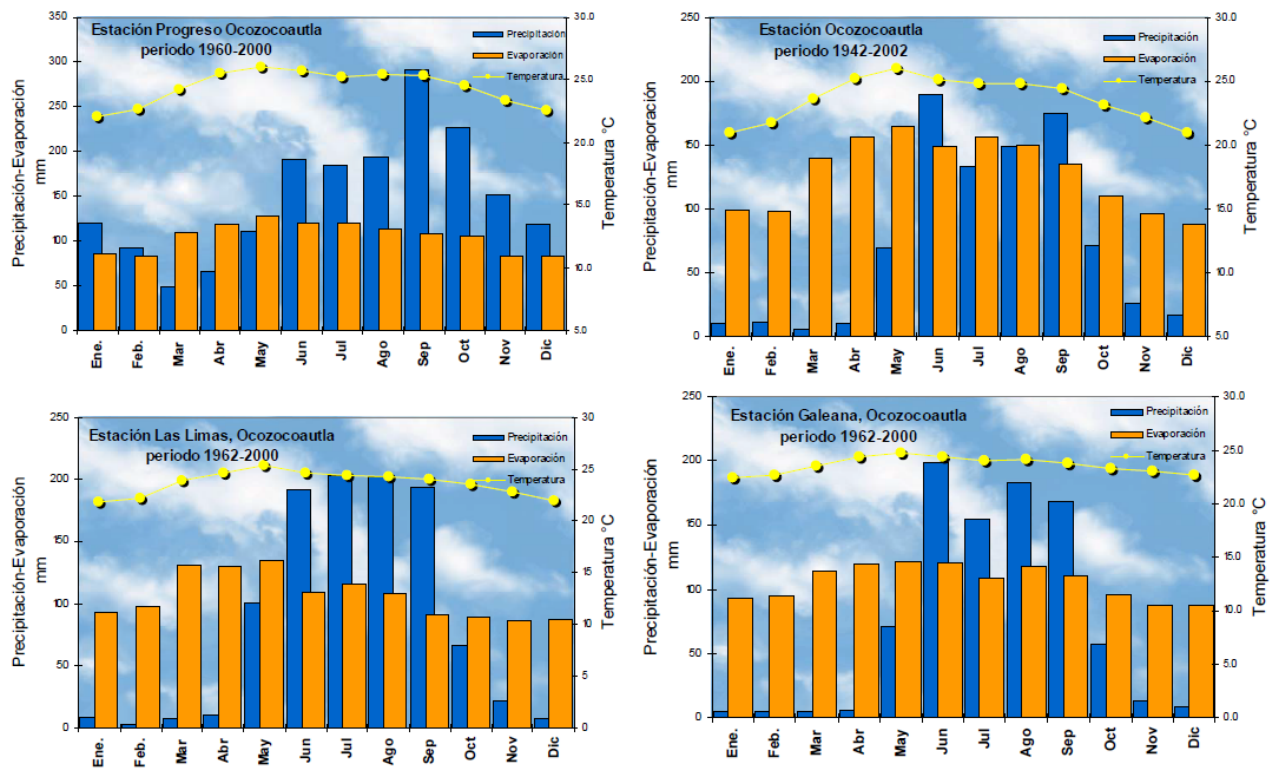 Estación Progreso Ocozocoautla
periodo 1960-2000
Precipitación
Evaporación
Temperatura
Precipitación-Evaporación
mm
350
300
250
200
150
100
50
0
Temperatura °C
30.0
25.0
20.0
15.0
10.0
5.0
Ene. Feb. Mar Abr May Jun Jul Ago Sep Oct Nov Dic
Estación Ocozocoautla
periodo 1942-2002
Precipitación
Evaporación
Temperatura
Precipitación-Evaporación
mm
250
200
150
100
50
0
Temperatura °C
30.0
25.0
20.0
15.0
10.0
5.0
Ene. Feb. Mar Abr May Jun Jul Ago Sep Oct Nov Dic
Estación Las Limas, Ocozocoautla
periodo 1962-2000
Precipitación
Evaporación
Temperatura
Precipitación-Evaporación
mm
250
200
150
100
50
0
Temperatura °C
30
25
20
15
10
5
0
Ene. Feb. Mar Abr May Jun Jul Ago Sep Oct Nov Dic
Estación Galeana, Ocozocoautla
periodo 1962-2000
Precipitación
Evaporación
Temperatura
Precipitación-Evaporación
mm
250
200
150
100
50
0
Temperatura °C
30.0
25.0
20.0
15.0
10.0
5.0
0.0
Ene. Feb. Mar Abr May Jun Jul Ago Sep Oct Nov Dic